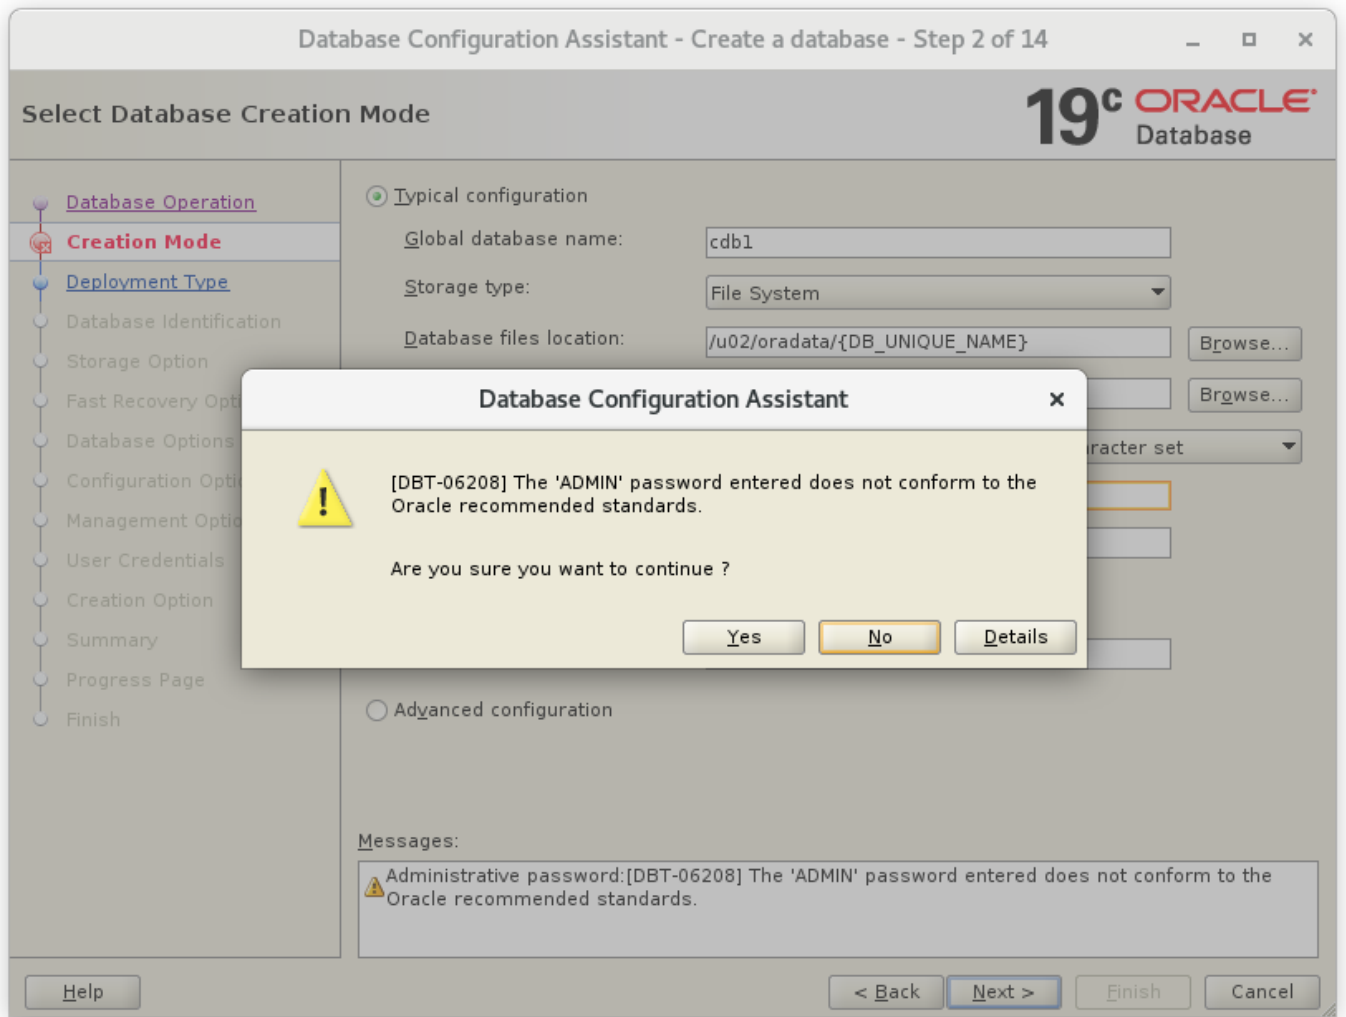 Database Configuration Assistant - Create a database - Step 2 of 14
Select Database Creation Mode
19c ORACLE
Database
Database Operation
Creation Mode
Deployment Type
Database Identification
Storage Option
Fast Recovery Opti
Database Options
Configuration Optio
Management Optio
User Credentials
Creation Option
Summary
Progress Page
Finish
Typical configuration
Global database name: cdb1
Storage type: File System
Database files location: /u02/oradata/{DB_UNIQUE_NAME} Browse...
Browse...
aracter set
Database Configuration Assistant
[DBT-06208] The 'ADMIN' password entered does not conform to the
Oracle recommended standards.
Are you sure you want to continue ?
Yes No Details
Advanced configuration
Messages:
Administrative password:[DBT-06208] The 'ADMIN' password entered does not conform to the
Oracle recommended standards.
Help < Back Next > Finish Cancel